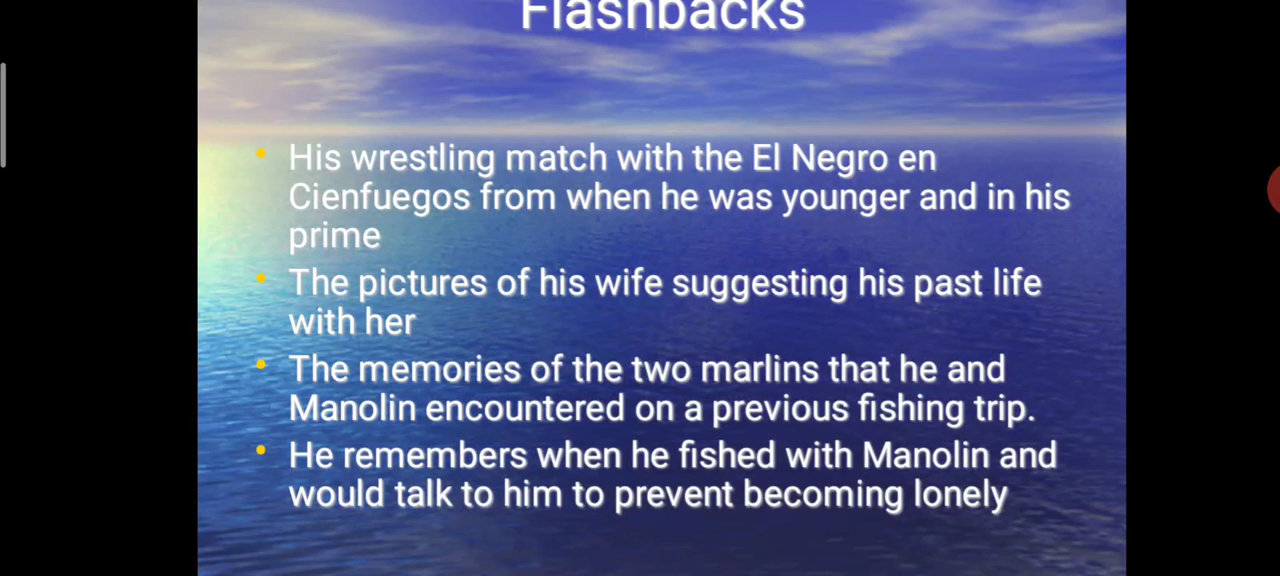 Flashbacks
• His wrestling match with the El Negro en
Cienfuegos from when he was younger and in his
prime
• The pictures of his wife suggesting his past life
with her
• The memories of the two marlins that he and
Manolin encountered on a previous fishing trip.
• He remembers when he fished with Manolin and
would talk to him to prevent becoming lonely